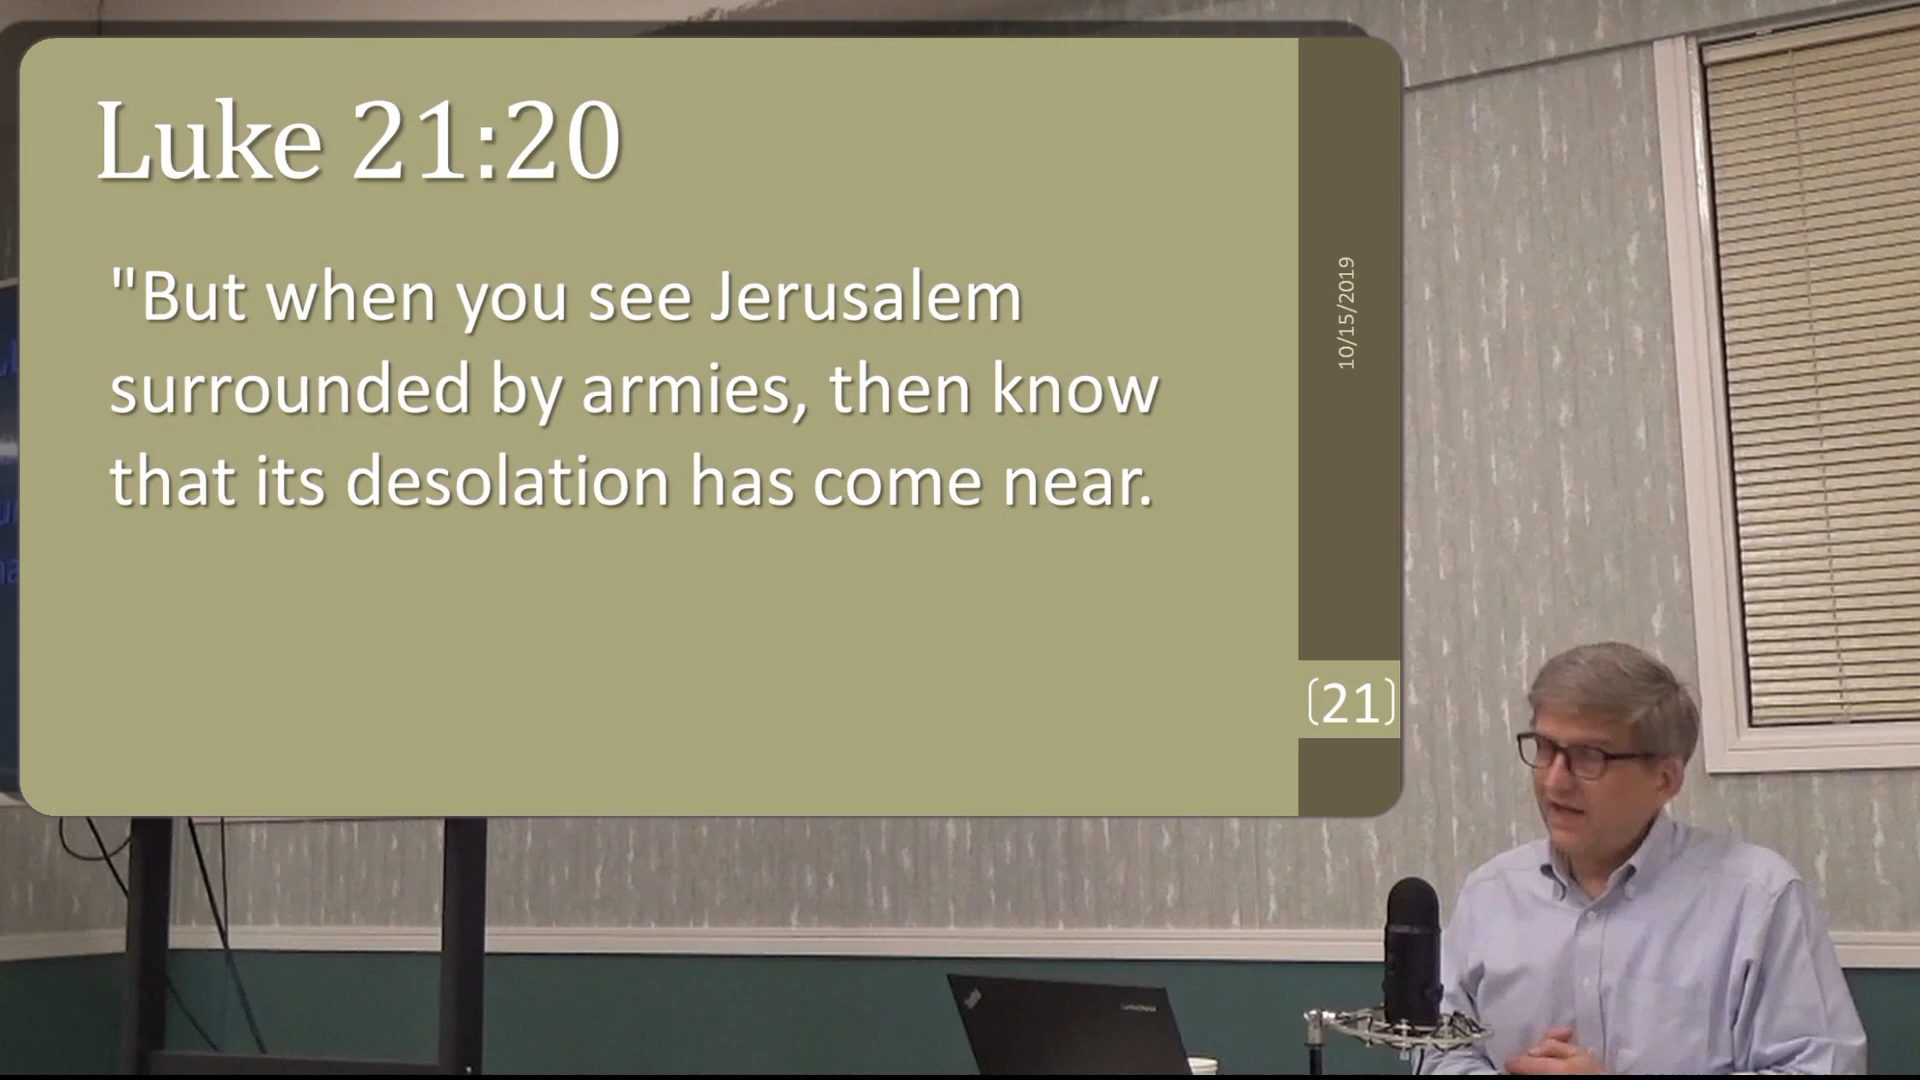 Luke 21:20
"But when you see Jerusalem
surrounded by armies, then know
that its desolation has come near.
10/15/2019
21